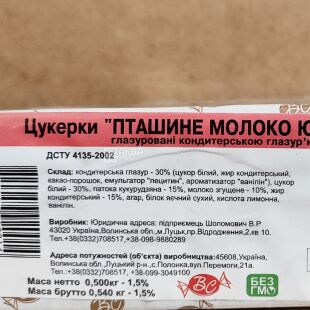 Цукерки "ПТАШИНЕ МОЛОКО Ю
глазуровані кондитерською глазур'ю
ДСТУ 4135-2002
Склад: кондитерська глазур - 30% (цукор білий, жир кондитерський,
какао-порошок, емульгатор "лецитин", ароматизатор "ванілін"), цукор
білий - 30%, патока кукурудзяна - 15%, молоко згущене - 10%, жир
кондитерський - 15%, агар, білок яєчний сухий, кислота лимонна,
ванілін.
Виробник: Юридична адреса: підприємець Шоломович В.Р
43020 Україна,Волинська обл.,м.Луцьк,пр.Відродження,2,кв 10.
Тел.:+38(0332)708517, +38-098-9880289
Адреса потужностей (об'єкта) виробництва:45608,Україна,
Волинська обл.,Луцький р-н,с.Полонка,вул.Перемоги,21а.
Тел.:+38(0332)708517, +38-099-3049100
Маса нетто 0,500кг - 1,5%
Маса брутто 0,540 кг - 1,5%
ВС
БЕЗ
ГМО